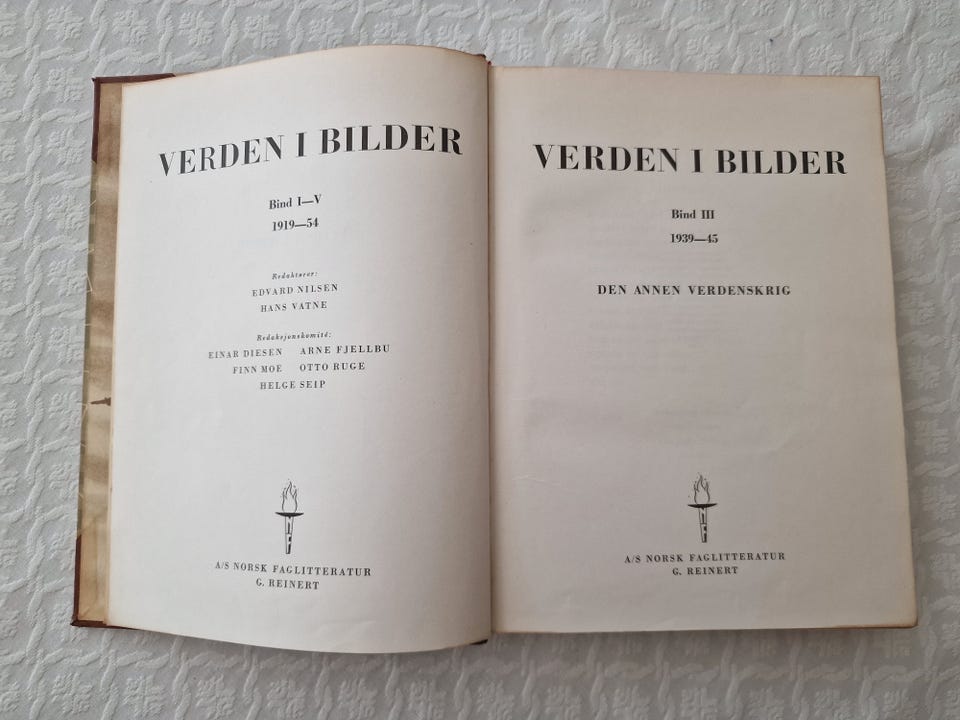 VERDEN I BILDER
Bind I—V
1919—54
Redaktører:
EDVARD NILSEN
HANS VATNE
Redaksjonskomité:
EINAR DIESEN ARNE FJELLBU
FINN MOE OTTO RUGE
HELGE SEIP
A/S NORSK FAGLITTERATUR
G. REINERT
VERDEN I BILDER
Bind III
1939—45
DEN ANNEN VERDENSKRIG
A/S NORSK FAGLITTERATUR
G. REINERT